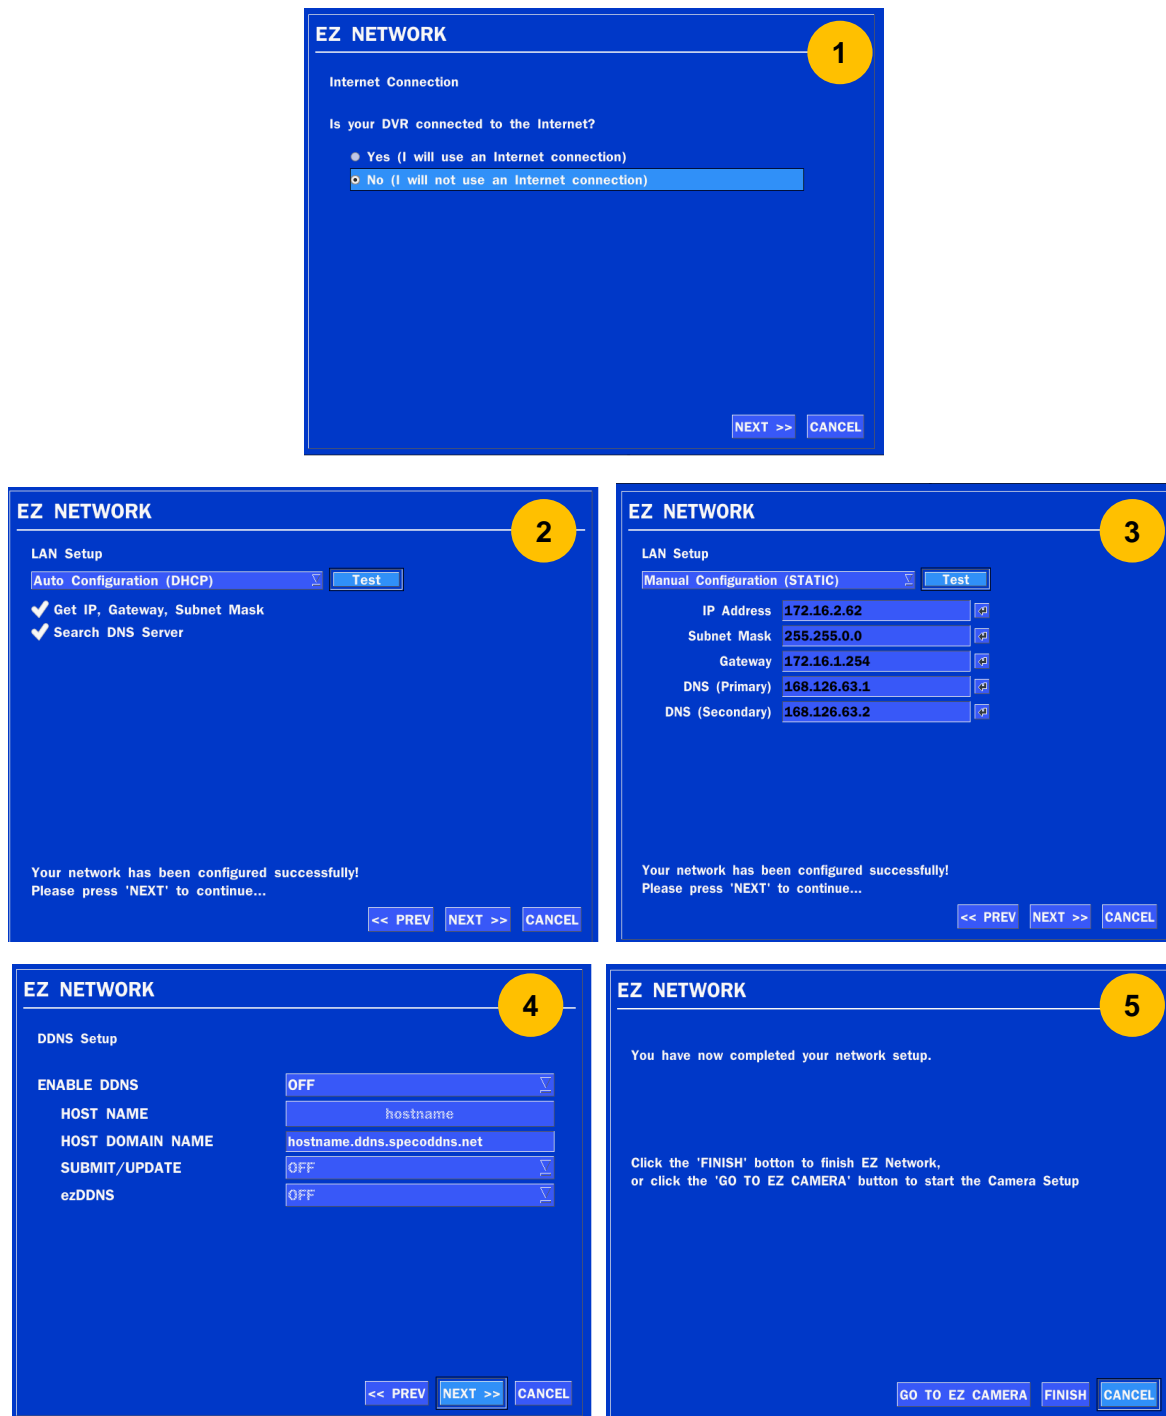 EZ NETWORK
1
Internet Connection
Is your DVR connected to the Internet?
Yes (I will use an Internet connection)
No (I will not use an Internet connection)
NEXT >> CANCEL
EZ NETWORK
2
LAN Setup
Auto Configuration (DHCP) Test
Get IP, Gateway, Subnet Mask
Search DNS Server
Your network has been configured successfully!
Please press 'NEXT' to continue...
<< PREV NEXT >> CANCEL
EZ NETWORK
3
LAN Setup
Manual Configuration (STATIC) Test
IP Address 172.16.2.62
Subnet Mask 255.255.0.0
Gateway 172.16.1.254
DNS (Primary) 168.126.63.1
DNS (Secondary) 168.126.63.2
Your network has been configured successfully!
Please press 'NEXT' to continue...
<< PREV NEXT >> CANCEL
EZ NETWORK
4
DDNS Setup
ENABLE DDNS OFF
HOST NAME hostname
HOST DOMAIN NAME hostname.ddns.specoddns.net
SUBMIT/UPDATE OFF
ezDDNS OFF
<< PREV NEXT >> CANCEL
EZ NETWORK
5
You have now completed your network setup.
Click the 'FINISH' botton to finish EZ Network,
or click the 'GO TO EZ CAMERA' button to start the Camera Setup
GO TO EZ CAMERA FINISH CANCEL